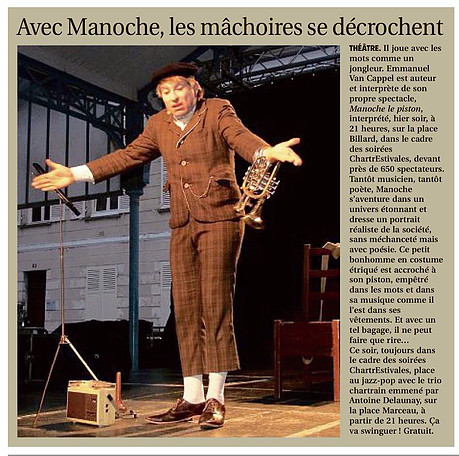 Avec Manoche, les mâchoires se décrochent
THÉÂTRE. Il joue avec les
mots comme un
jongleur. Emmanuel
Van Cappel est auteur
et interprète de son
propre spectacle,
Manoche le piston,
interprété, hier soir, à
21 heures, sur la place
Billard, dans le cadre
des soirées
ChartrEstivales, devant
près de 650 spectateurs.
Tantôt musicien, tantôt
poète, Manoche
s'aventure dans un
univers étonnant et
dresse un portrait
réaliste de la société,
sans méchanceté mais
avec poésie. Ce petit
bonhomme en costume
étriqué est accroché à
son piston, empêtré
dans les mots et dans
sa musique comme il
l'est dans ses
vêtements. Et avec un
tel bagage, il ne peut
faire que rire...
Ce soir, toujours dans
le cadre des soirées
ChartrEstivales, place
au jazz-pop avec le trio
chartrain emmené par
Antoine Delaunay, sur
la place Marceau, à
partir de 21 heures. Ça
va swinguer ! Gratuit.